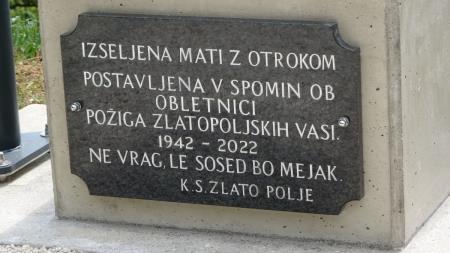 IZSELJENA MATI Z OTROKOM
POSTAVLJENA V SPOMIN OB
OBLETNICI
POŽIGA ZLATOPOLJSKIH VASI.
1942 - 2022
NE VRAG, LE SOSED BO MEJAK.
K.S. ZLATO POLJE